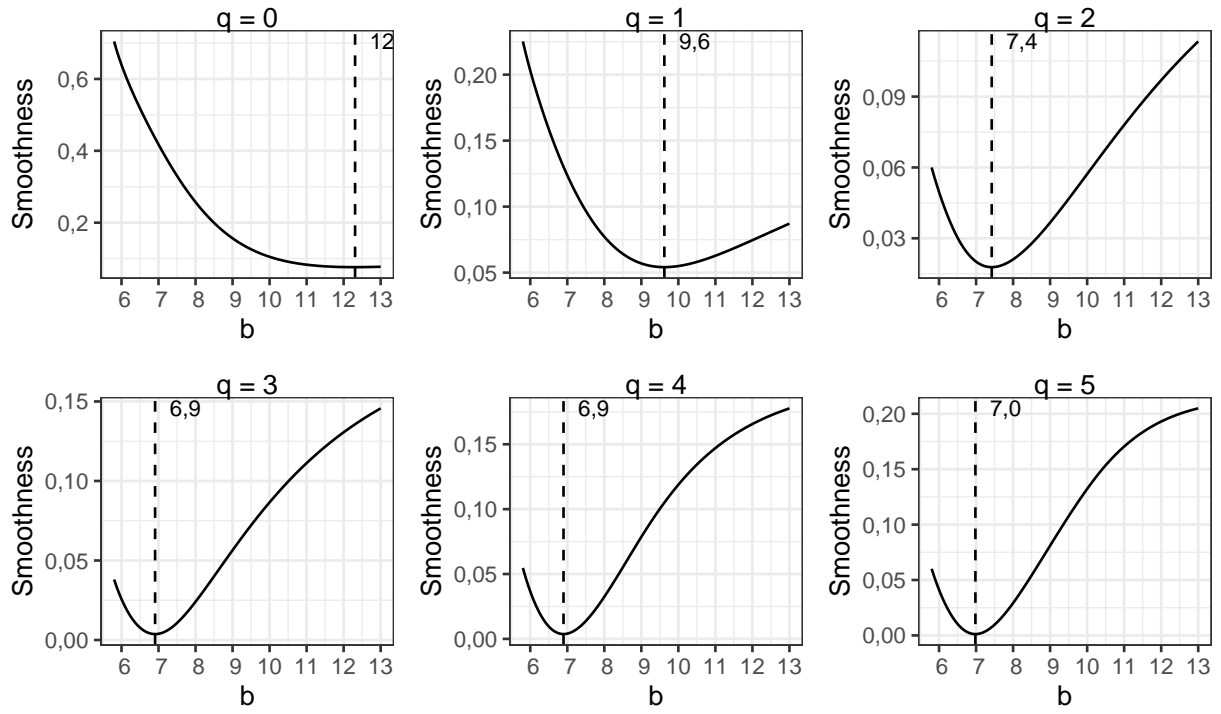 q = 0
12
Smoothness
0,6
0,4
0,2
6 7 8 9 10 11 12 13
b
q = 1
9,6
Smoothness
0,20
0,15
0,10
0,05
6 7 8 9 10 11 12 13
b
q = 2
7,4
Smoothness
0,09
0,06
0,03
6 7 8 9 10 11 12 13
b
q = 3
6,9
Smoothness
0,15
0,10
0,05
0,00
6 7 8 9 10 11 12 13
b
q = 4
6,9
Smoothness
0,15
0,10
0,05
0,00
6 7 8 9 10 11 12 13
b
q = 5
7,0
Smoothness
0,20
0,15
0,10
0,05
0,00
6 7 8 9 10 11 12 13
b